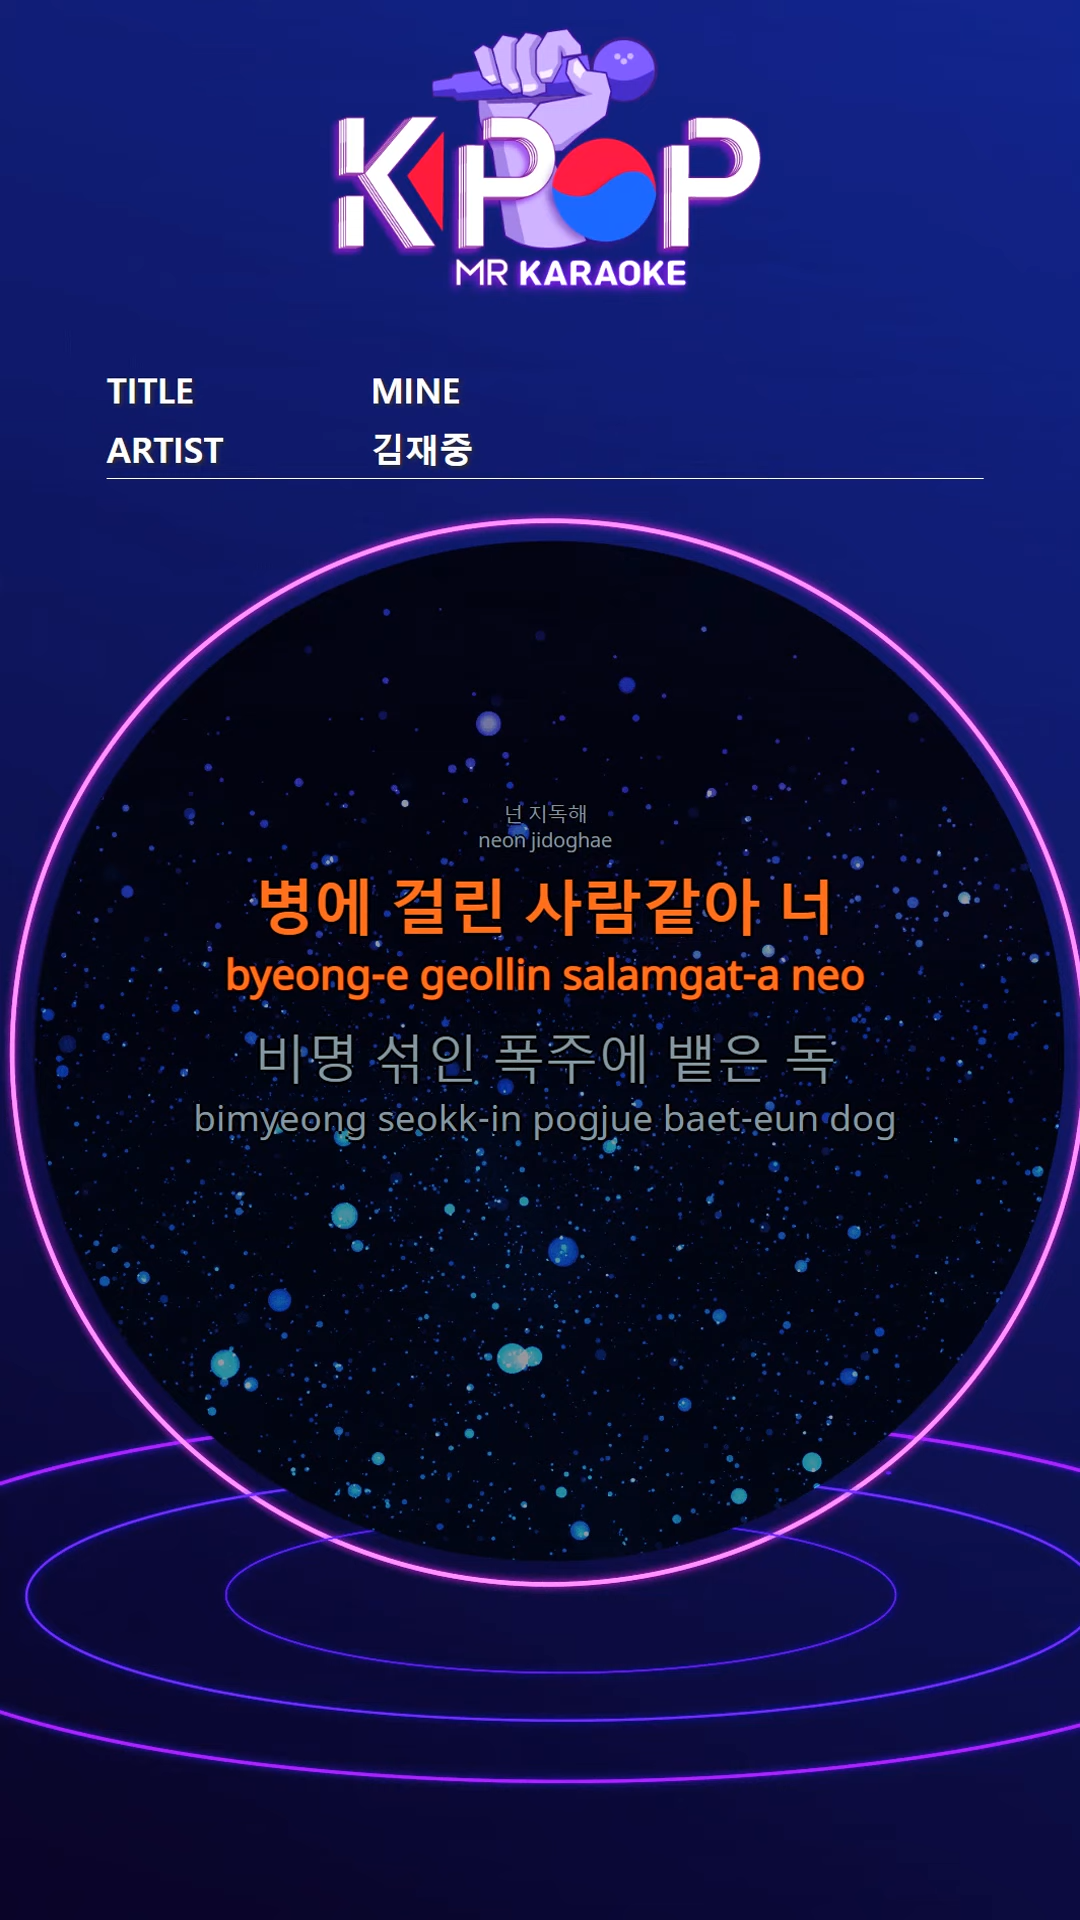 KPOP
MR KARAOKE
TITLE MINE
ARTIST 김재중
넌 지독해
neon jidoghae
병에 걸린 사람같아 너
byeong-e geollin salamgat-a neo
비명 섞인 폭주에 뱉은 독
bimyeong seokk-in pogjue baet-eun dog